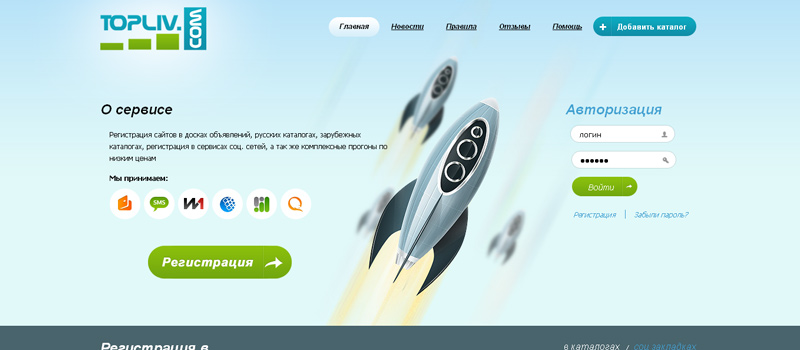 TOPLIV.COM
Главная Новости Правила Отзывы Помощь + Добавить каталог
О сервисе
Регистрация сайтов в досках объявлений, русских каталогах, зарубежных
каталогах, регистрация в сервисах соц. сетей, а так же комплексные прогоны по
низким ценам
Мы принимаем:
SMS
Регистрация
Авторизация
логин
••••••
Войти
Регистрация | Забыли пароль?
Регистрация в
в каталогах / соц закладках